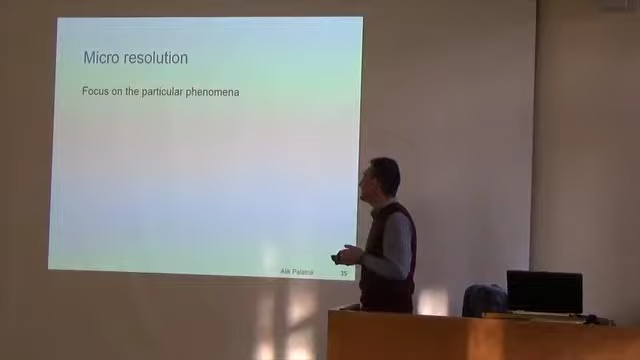 Micro resolution
Focus on the particular phenomena
Alik Palatnik 35